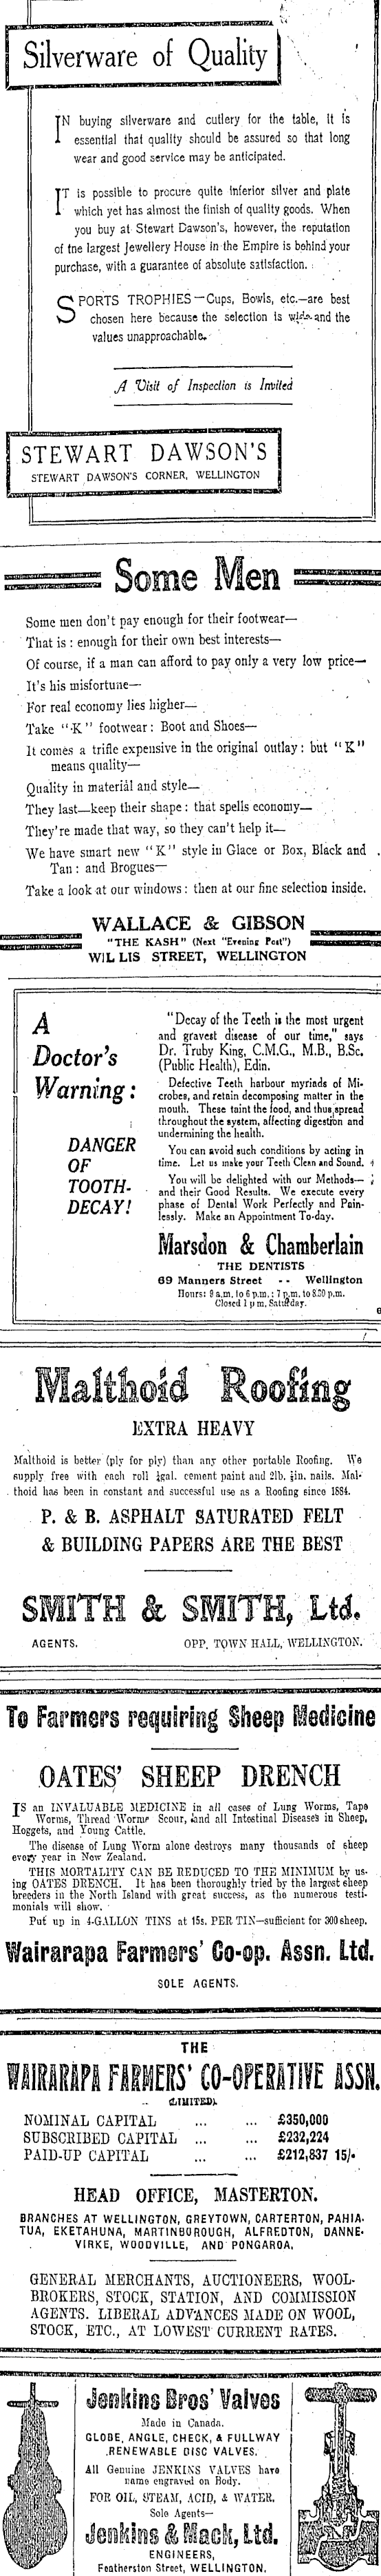 Silverware of Quality
IN buying silverware and cutlery for the table, it is
essential that quality should be assured so that long
wear and good service may be anticipated.
IT is possible to procure quite inferior silver and plate
which yet has almost the finish of quality goods. When
you buy at Stewart Dawson's, however, the reputation
of the largest Jewellery House in the Empire is behind your
purchase, with a guarantee of absolute satisfaction.
SPORTS TROPHIES—Cups, Bowls, etc.—are best
chosen here because the selection is wide and the
values unapproachable.
A Visit of Inspection is Invited
STEWART DAWSON'S
STEWART DAWSON'S CORNER, WELLINGTON
Some Men
Some men don't pay enough for their footwear—
That is : enough for their own best interests—
Of course, if a man can afford to pay only a very low price—
It's his misfortune—
For real economy lies higher—
Take "K" footwear : Boot and Shoes—
It comes a trifle expensive in the original outlay : but "K"
means quality—
Quality in material and style—
They last—keep their shape : that spells economy—
They're made that way, so they can't help it—
We have smart new "K" style in Glace or Box, Black and
Tan : and Brogues—
Take a look at our windows : then at our fine selection inside.
WALLACE & GIBSON
"THE KASH" (Next "Evening Post")
WILLIS STREET, WELLINGTON
A
Doctor's
Warning :
DANGER
OF
TOOTH-
DECAY!
"Decay of the Teeth is the most urgent
and gravest disease of our time," says
Dr. Truby King, C.M.G., M.B., B.Sc.
(Public Health), Edin.
Defective Teeth harbour myriads of Mi-
crobes, and retain decomposing matter in the
mouth. These taint the food, and thus spread
throughout the system, affecting digestion and
undermining the health.
You can avoid such conditions by acting in
time. Let us make your Teeth Clean and Sound.
You will be delighted with our Methods—
and their Good Results. We execute every
phase of Dental Work Perfectly and Pain-
lessly. Make an Appointment To-day.
Marsdon & Chamberlain
THE DENTISTS
69 Manners Street -- Wellington
Hours: 9 a.m. to 6 p.m. : 7 p.m. to 8.30 p.m.
Closed 1 p m. Saturday.
Malthoid Roofing
EXTRA HEAVY
Malthoid is better (ply for ply) than any other portable Roofing. We
supply free with each roll ½gal. cement paint and 2lb. ¾in. nails. Mal-
thoid has been in constant and successful use as a Roofing since 1884.
P. & B. ASPHALT SATURATED FELT
& BUILDING PAPERS ARE THE BEST
SMITH & SMITH, Ltd.
AGENTS. OPP. TOWN HALL, WELLINGTON.
To Farmers requiring Sheep Medicine
OATES' SHEEP DRENCH
IS an INVALUABLE MEDICINE in all cases of Lung Worms, Tape
Worms, Thread Worms Scour, and all Intestinal Diseases in Sheep,
Hoggets, and Young Cattle.
The disease of Lung Worm alone destroys many thousands of sheep
every year in New Zealand.
THIS MORTALITY CAN BE REDUCED TO THE MINIMUM by us-
ing OATES DRENCH. It has been thoroughly tried by the largest sheep
breeders in the North Island with great success, as the numerous testi-
monials will show.
Put up in 4-GALLON TINS at 15s. PER TIN—sufficient for 300 sheep.
Wairarapa Farmers' Co-op. Assn. Ltd.
SOLE AGENTS.
THE
WAIRARAPA FARMERS' CO-OPERATIVE ASSN.
(LIMITED).
NOMINAL CAPITAL ... ... £350,000
SUBSCRIBED CAPITAL ... ... £232,224
PAID-UP CAPITAL ... ... £212,837 15/-
HEAD OFFICE, MASTERTON.
BRANCHES AT WELLINGTON, GREYTOWN, CARTERTON, PAHIA-
TUA, EKETAHUNA, MARTINBOROUGH, ALFREDTON, DANNE-
VIRKE, WOODVILLE, AND PONGAROA.
GENERAL MERCHANTS, AUCTIONEERS, WOOL-
BROKERS, STOCK, STATION, AND COMMISSION
AGENTS. LIBERAL ADVANCES MADE ON WOOL,
STOCK, ETC., AT LOWEST CURRENT RATES.
Jenkins Bros' Valves
Made in Canada.
GLOBE, ANGLE, CHECK, & FULLWAY
RENEWABLE DISC VALVES.
All Genuine JENKINS VALVES have
name engraved on Body.
FOR OIL, STEAM, ACID, & WATER.
Sole Agents—
Jenkins & Mack, Ltd.
ENGINEERS,
Featherston Street, WELLINGTON.